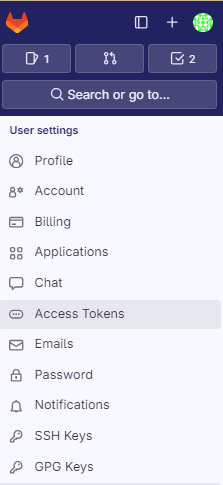 1
2
Search or go to...
User settings
Profile
Account
Billing
Applications
Chat
Access Tokens
Emails
Password
Notifications
SSH Keys
GPG Keys